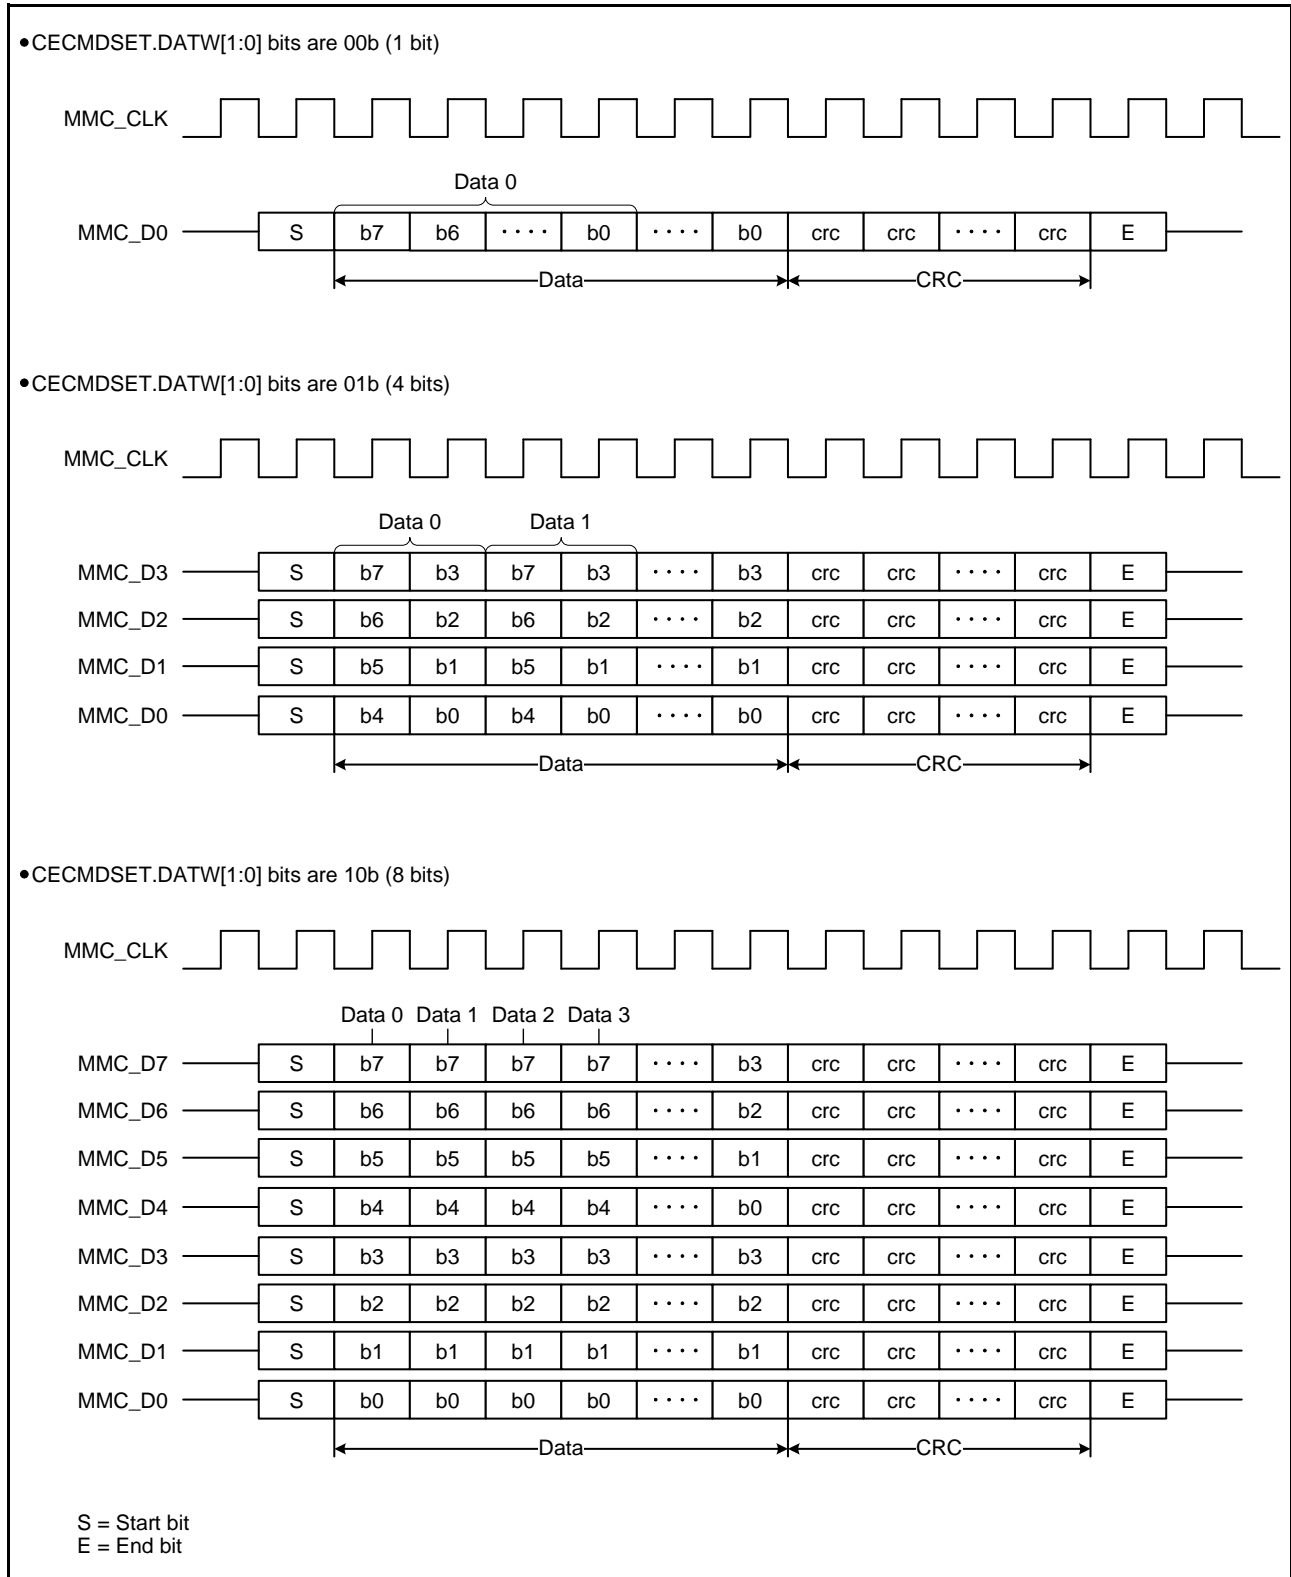 ●CECMDSET.DATW[1:0] bits are 00b (1 bit)
MMC_CLK
Data 0
MMC_D0 S b7 b6 ···· b0 ···· b0 crc crc ···· crc E
Data CRC
●CECMDSET.DATW[1:0] bits are 01b (4 bits)
MMC_CLK
Data 0 Data 1
MMC_D3 S b7 b3 b7 b3 ···· b3 crc crc ···· crc E
MMC_D2 S b6 b2 b6 b2 ···· b2 crc crc ···· crc E
MMC_D1 S b5 b1 b5 b1 ···· b1 crc crc ···· crc E
MMC_D0 S b4 b0 b4 b0 ···· b0 crc crc ···· crc E
Data CRC
●CECMDSET.DATW[1:0] bits are 10b (8 bits)
MMC_CLK
Data 0 Data 1 Data 2 Data 3
MMC_D7 S b7 b7 b7 b7 ···· b3 crc crc ···· crc E
MMC_D6 S b6 b6 b6 b6 ···· b2 crc crc ···· crc E
MMC_D5 S b5 b5 b5 b5 ···· b1 crc crc ···· crc E
MMC_D4 S b4 b4 b4 b4 ···· b0 crc crc ···· crc E
MMC_D3 S b3 b3 b3 b3 ···· b3 crc crc ···· crc E
MMC_D2 S b2 b2 b2 b2 ···· b2 crc crc ···· crc E
MMC_D1 S b1 b1 b1 b1 ···· b1 crc crc ···· crc E
MMC_D0 S b0 b0 b0 b0 ···· b0 crc crc ···· crc E
Data CRC
S = Start bit
E = End bit